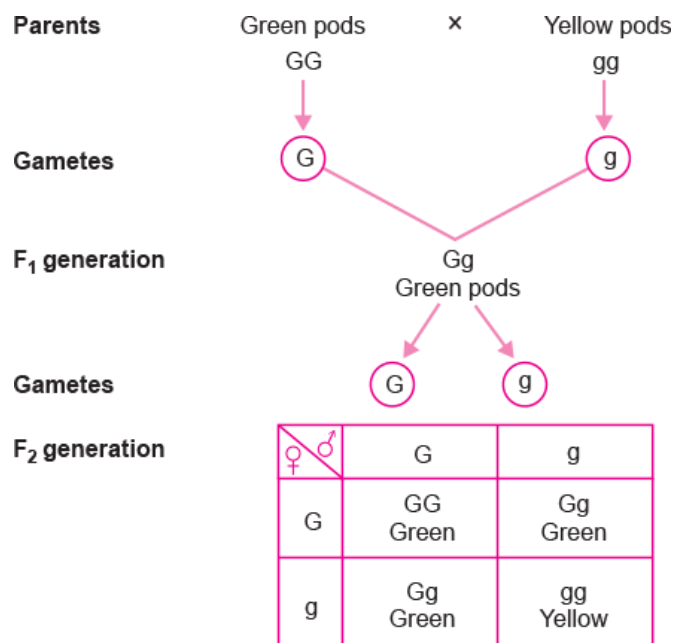 Parents Green pods × Yellow pods
GG gg
Gametes G g
F₁ generation Gg
Green pods
Gametes G g
F₂ generation ♀ ♂ G g
G GG Gg
Green Green
g Gg gg
Green Yellow